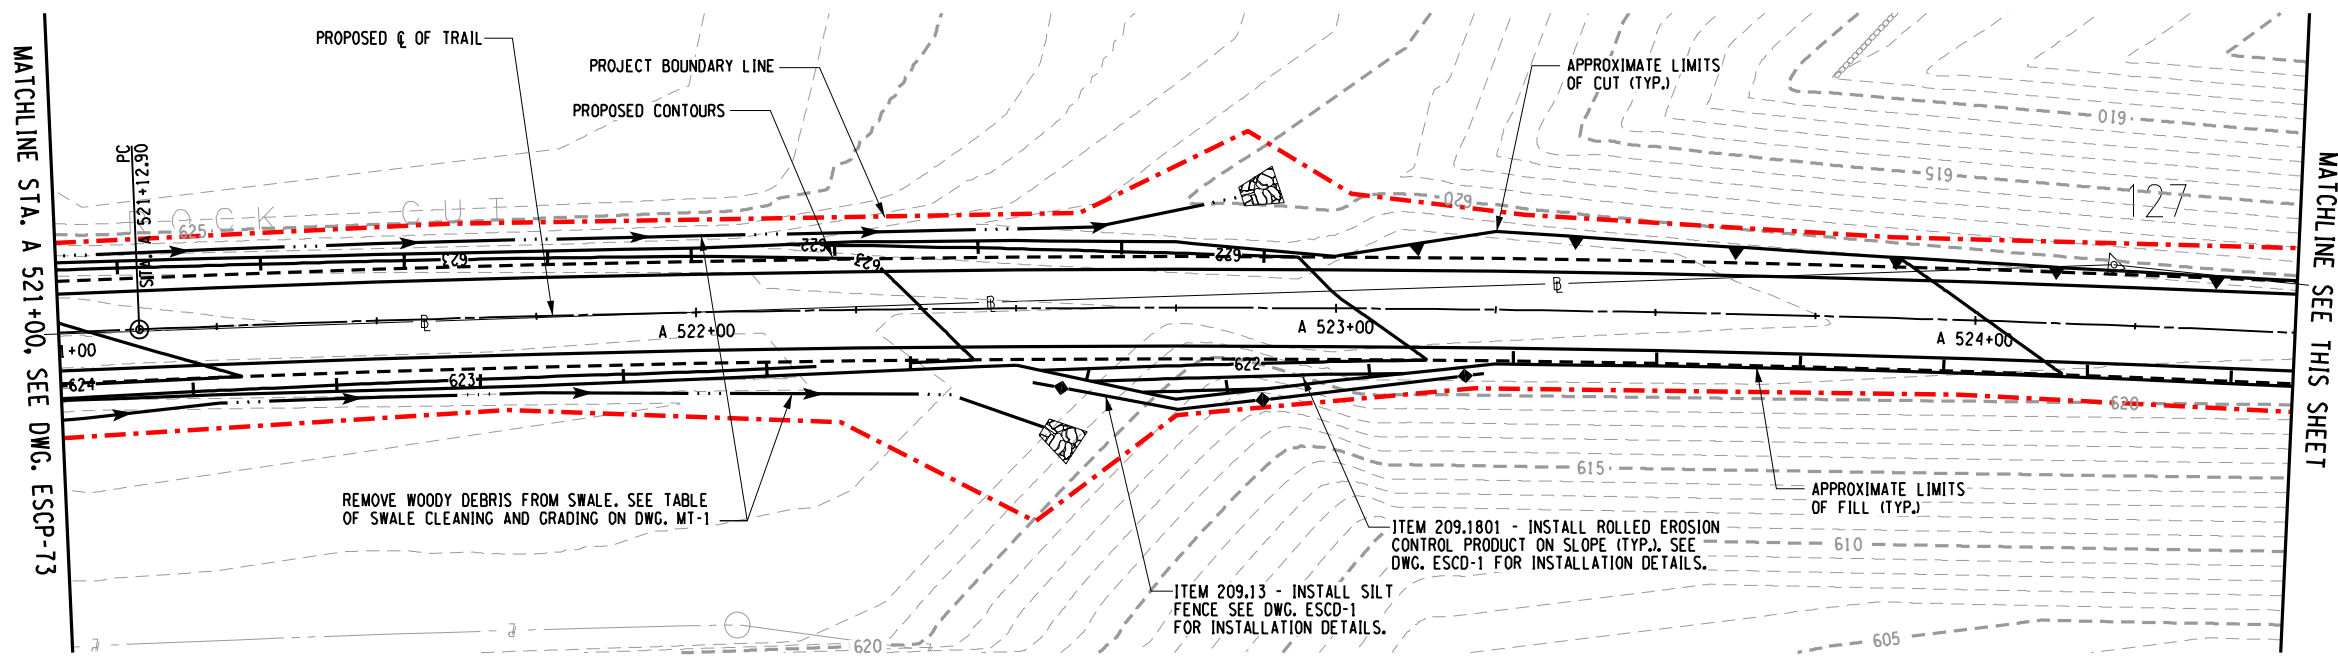 MATCHLINE STA. A 521+00, SEE DWG. ESCP-73
PROPOSED ℄ OF TRAIL
PROJECT BOUNDARY LINE
PROPOSED CONTOURS
APPROXIMATE LIMITS
OF CUT (TYP.)
PC
STA. A 521+12.90
ROCK CUT
625
623
622
623
622
620
615
610
127
A 522+00
A 523+00
A 524+00
1+00
624
623
622
620
615
610
605
620
REMOVE WOODY DEBRIS FROM SWALE. SEE TABLE
OF SWALE CLEANING AND GRADING ON DWG. MT-1
ITEM 209.13 - INSTALL SILT
FENCE SEE DWG. ESCD-1
FOR INSTALLATION DETAILS.
ITEM 209.1801 - INSTALL ROLLED EROSION
CONTROL PRODUCT ON SLOPE (TYP.). SEE
DWG. ESCD-1 FOR INSTALLATION DETAILS.
APPROXIMATE LIMITS
OF FILL (TYP.)
MATCHLINE SEE THIS SHEET